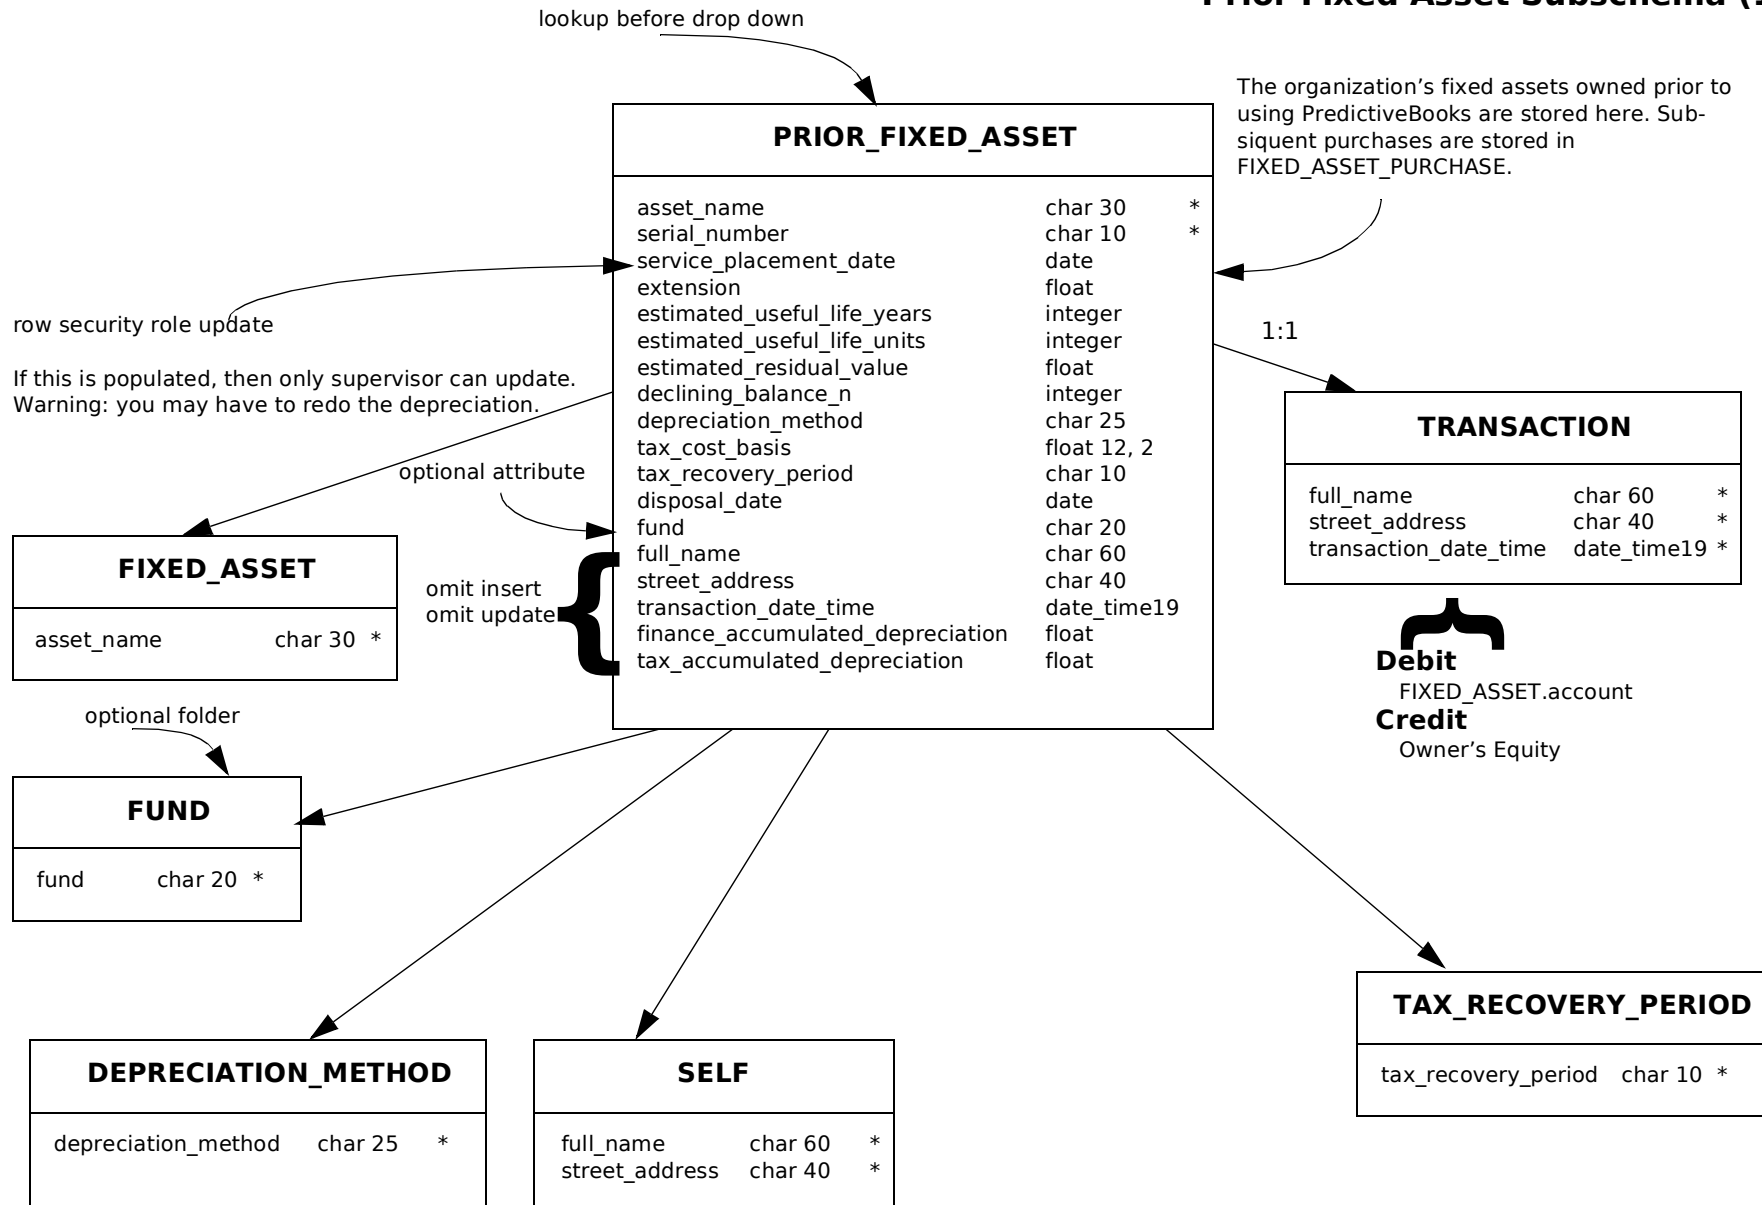 lookup before drop down
Prior Fixed Asset Subschema
The organization’s fixed assets owned prior to
using PredictiveBooks are stored here. Sub-
siquent purchases are stored in
FIXED_ASSET_PURCHASE.
PRIOR_FIXED_ASSET
asset_name char 30 *
serial_number char 10 *
service_placement_date date
extension float
estimated_useful_life_years integer
estimated_useful_life_units integer
estimated_residual_value float
declining_balance_n integer
depreciation_method char 25
tax_cost_basis float 12, 2
tax_recovery_period char 10
disposal_date date
fund char 20
full_name char 60
street_address char 40
transaction_date_time date_time19
finance_accumulated_depreciation float
tax_accumulated_depreciation float
row security role update
If this is populated, then only supervisor can update.
Warning: you may have to redo the depreciation.
optional attribute
omit insert
omit update
{
1:1
TRANSACTION
full_name char 60 *
street_address char 40 *
transaction_date_time date_time19 *
{
Debit
FIXED_ASSET.account
Credit
Owner’s Equity
FIXED_ASSET
asset_name char 30 *
optional folder
FUND
fund char 20 *
DEPRECIATION_METHOD
depreciation_method char 25 *
SELF
full_name char 60 *
street_address char 40 *
TAX_RECOVERY_PERIOD
tax_recovery_period char 10 *